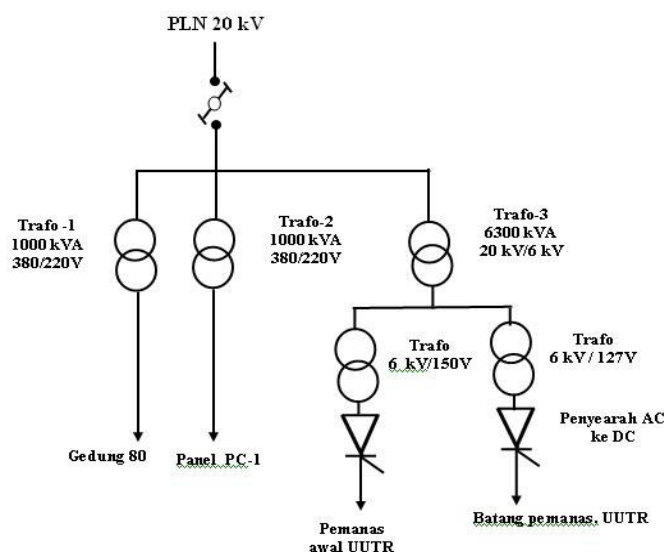 PLN 20 kV
Trafo -1
1000 kVA
380/220V
Trafo-2
1000 kVA
380/220V
Trafo-3
6300 kVA
20 kV/6 kV
Trafo
6 kV/150V
Trafo
6 kV / 127V
Penyearah AC
ke DC
Gedung 80
Panel PC-1
Pemanas
awal UUTR
Batang pemanas. UUTR